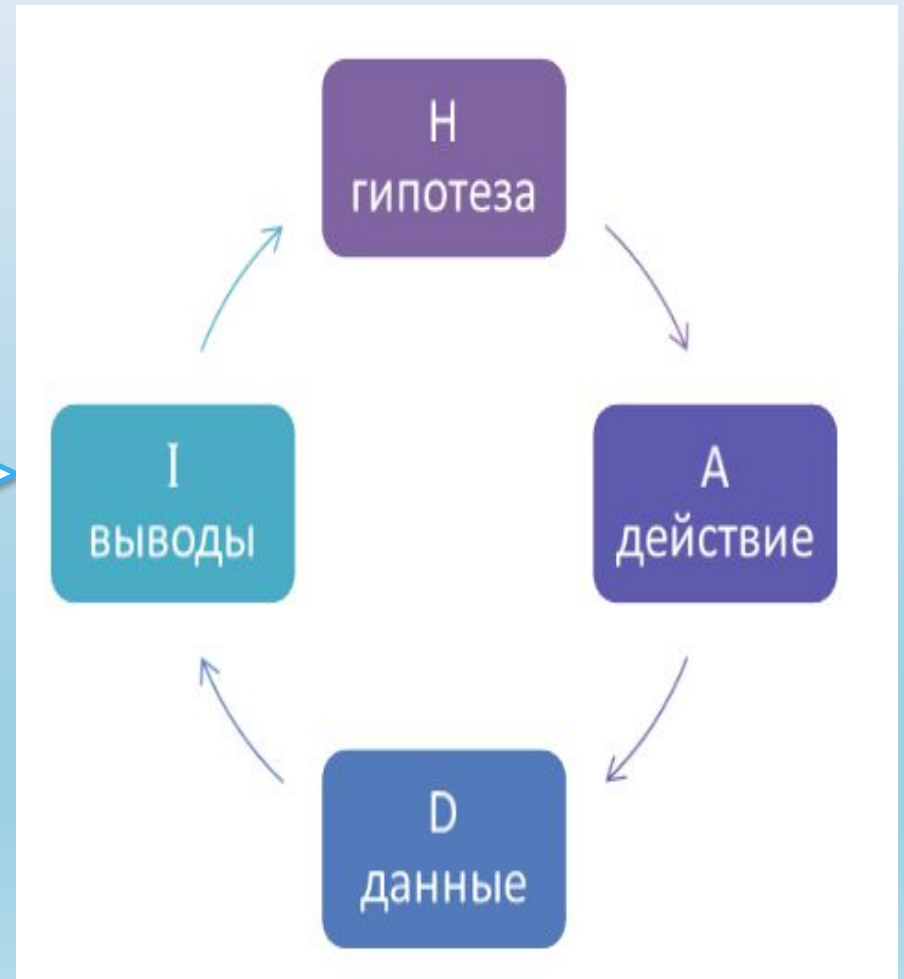 H
гипотеза
A
действие
D
данные
I
выводы